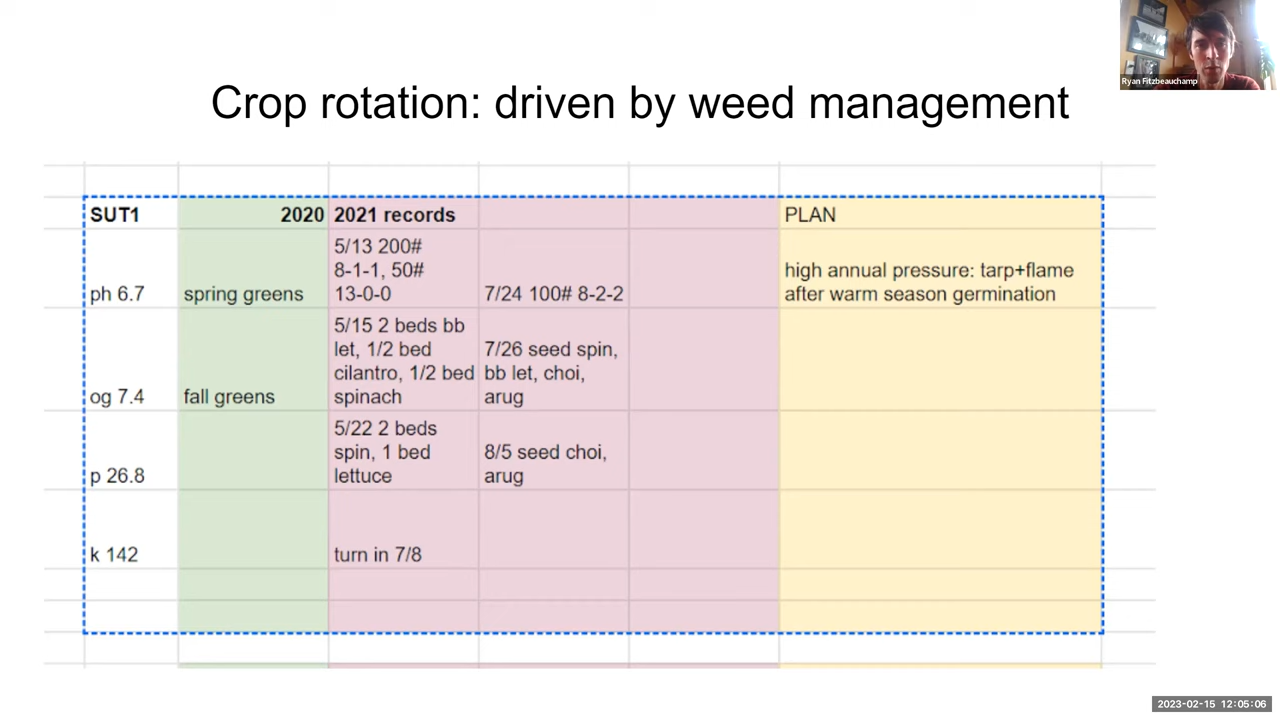 Ryan Fitzbeauchamp
Crop rotation: driven by weed management
SUT1 2020 2021 records PLAN
ph 6.7
spring greens
5/13 200#
8-1-1, 50#
13-0-0
7/24 100# 8-2-2
high annual pressure: tarp+flame
after warm season germination
og 7.4
fall greens
5/15 2 beds bb
let, 1/2 bed
cilantro, 1/2 bed
spinach
7/26 seed spin,
bb let, choi,
arug
p 26.8
5/22 2 beds
spin, 1 bed
lettuce
8/5 seed choi,
arug
k 142
turn in 7/8
2023-02-15 12:05:06